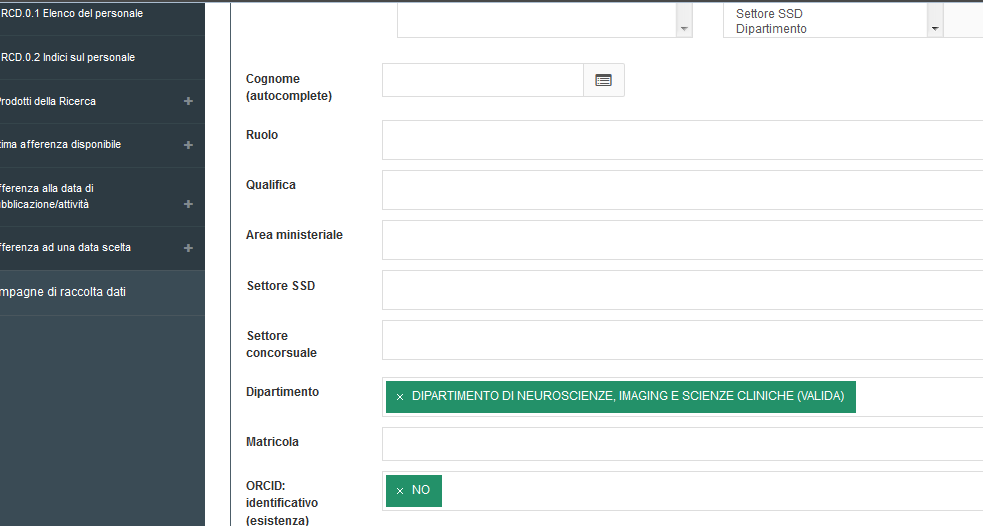 RCD.0.1 Elenco del personale
RCD.0.2 Indici sul personale
Prodotti della Ricerca
tima afferenza disponibile
fferenza alla data di
ubblicazione/attività
fferenza ad una data scelta
mpagne di raccolta dati
Settore SSD
Dipartimento
Cognome
(autocomplete)
Ruolo
Qualifica
Area ministeriale
Settore SSD
Settore
concorsuale
Dipartimento
× DIPARTIMENTO DI NEUROSCIENZE, IMAGING E SCIENZE CLINICHE (VALIDA)
Matricola
ORCID:
identificativo
(esistenza)
× NO